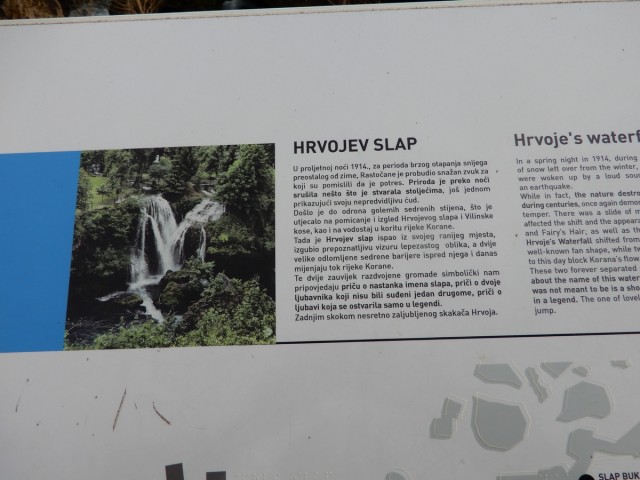 HRVOJEV SLAP
U proljetnoj noći 1914., za perioda brzog otapanja snijega
preostalog od zime, Rastočane je probudio snažan zvuk za
koji su pomislili da je potres. Priroda je preko noći
srušila nešto što je stvarala stoljećima, još jednom
prikazujući svoju nepredvidljivu ćud.
Došlo je do odrona golemih sedrenih stijena, što je
utjecalo na pomicanje i izgled Hrvojevog slapa i Vilinske
kose, kao i na vodostaj u koritu rijeke Korane.
Tada je Hrvojev slap ispao iz svojeg ranijeg mjesta,
izgubio prepoznatljivu vizuru lepezastog oblika, a dvije
velike odlomljene sedrene barijere ispred njega i danas
mijenjaju tok rijeke Korane.
Te dvije zauvijek razdvojene gromade simbolički nam
pripovjedaju priču o nastanka imena slapa, priči o dvoje
ljubavnika koji nisu bili suđeni jedan drugome, priči o
ljubavi koja se ostvarila samo u legendi.
Zadnjim skokom nesretno zaljubljenog skakača Hrvoja.
Hrvoje's waterf
In a spring night in 1914, during
of snow left over from the winter,
were woken up by a loud sou
an earthquake.
While in fact, the nature destro
during centuries, once again demon
temper. There was a slide of m
affected the shift and the appearan
and Fairy's Hair, as well as th
Hrvoje's Waterfall shifted from
well-known fan shape, while tw
to this day block Korana's flow
These two forever separated
about the name of this water
was not meant to be is a sho
in a legend. The one of lovel
jump.
SLAP BUK